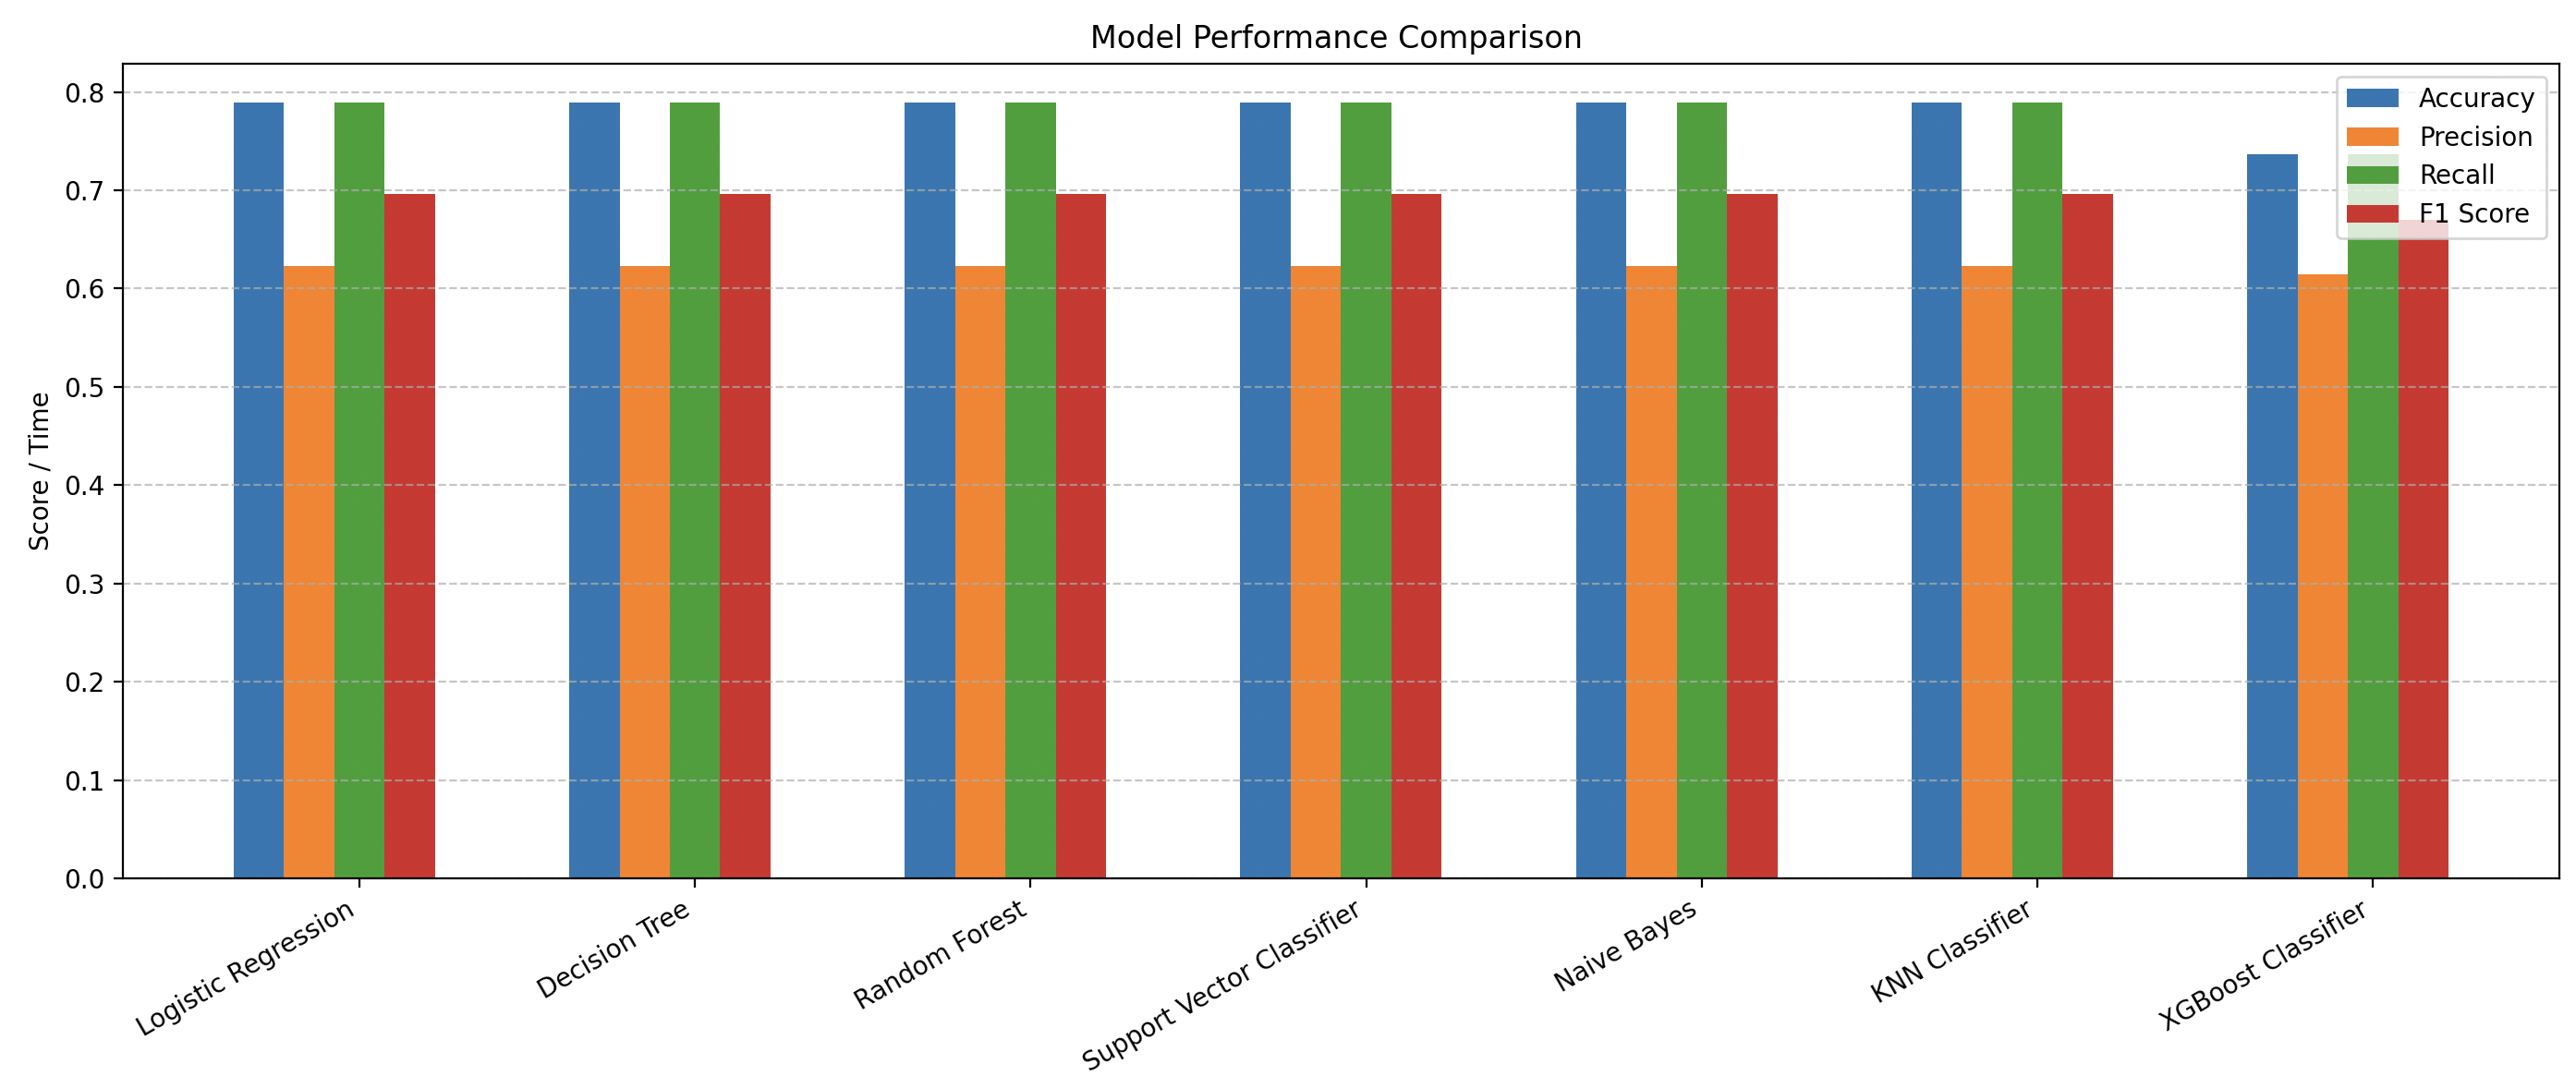 Model Performance Comparison
Score / Time
0.8
0.7
0.6
0.5
0.4
0.3
0.2
0.1
0.0
Accuracy
Precision
Recall
F1 Score
Logistic Regression
Decision Tree
Random Forest
Support Vector Classifier
Naive Bayes
KNN Classifier
XGBoost Classifier